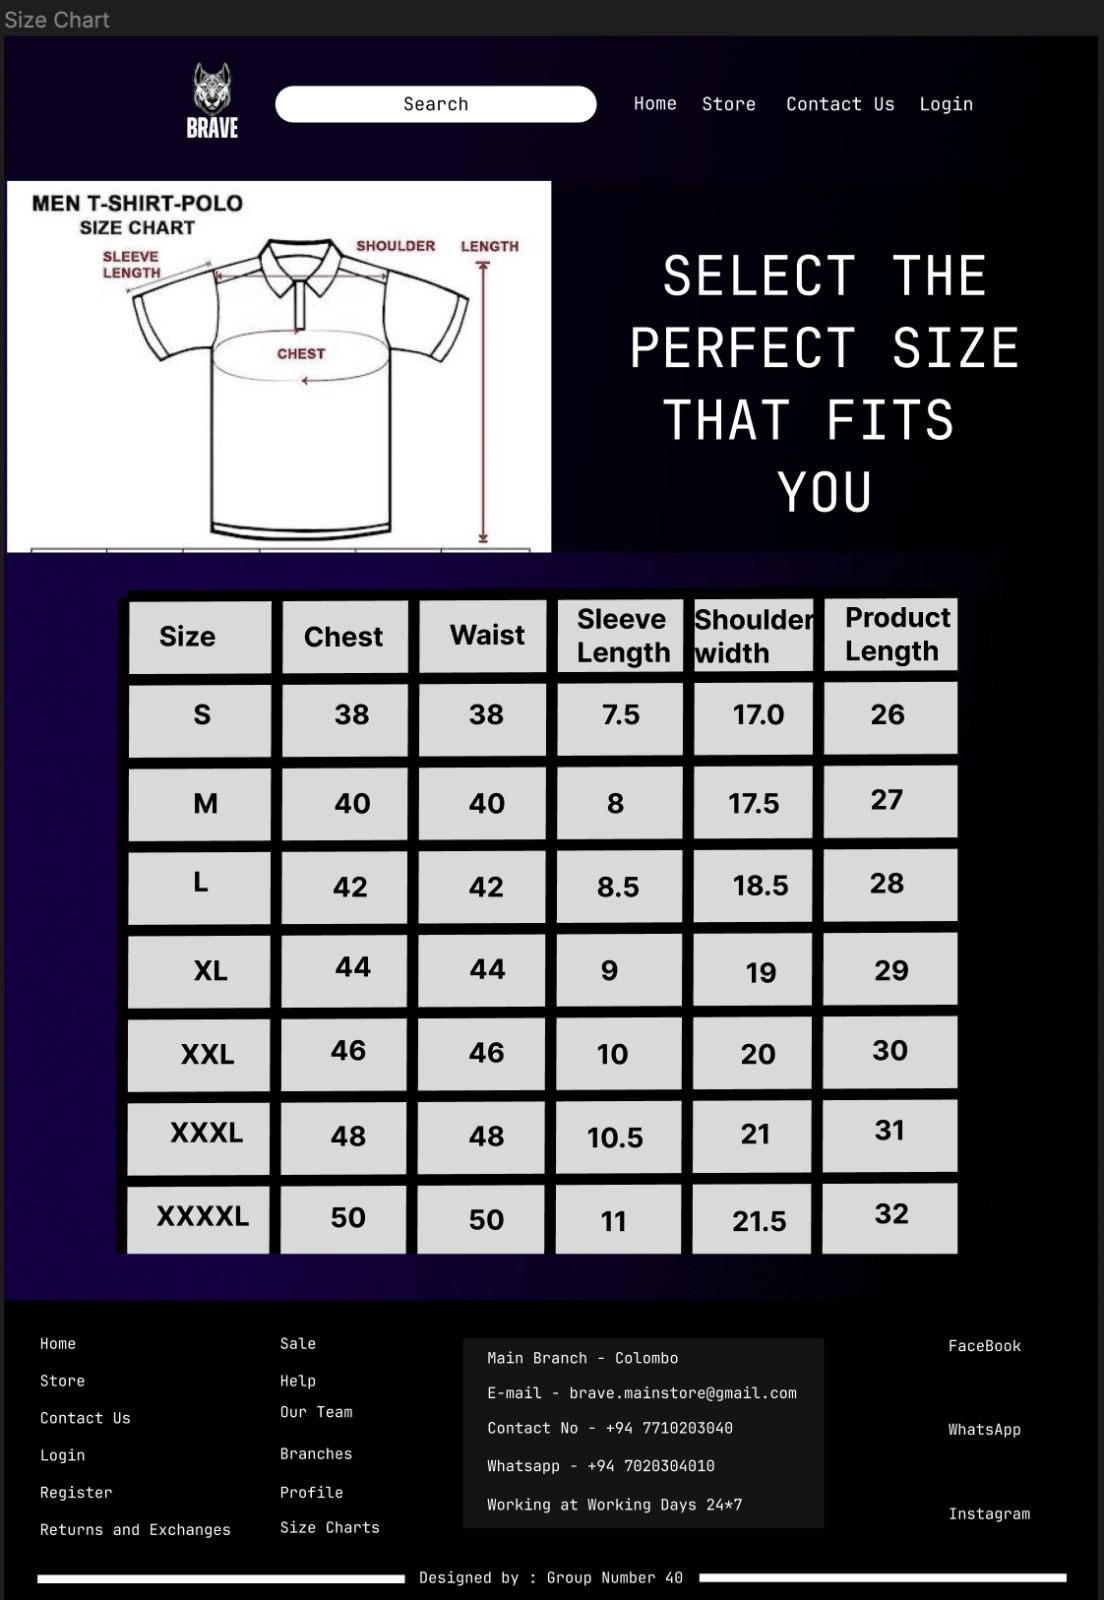 Size Chart
BRAVE
Search
Home Store Contact Us Login
MEN T-SHIRT-POLO
SIZE CHART
SLEEVE
LENGTH
SHOULDER
LENGTH
CHEST
SELECT THE
PERFECT SIZE
THAT FITS
YOU
Size Chest Waist Sleeve Length Shoulder width Product Length
S 38 38 7.5 17.0 26
M 40 40 8 17.5 27
L 42 42 8.5 18.5 28
XL 44 44 9 19 29
XXL 46 46 10 20 30
XXXL 48 48 10.5 21 31
XXXXL 50 50 11 21.5 32
Home
Store
Contact Us
Login
Register
Returns and Exchanges
Sale
Help
Our Team
Branches
Profile
Size Charts
Main Branch - Colombo
E-mail - brave.mainstore@gmail.com
Contact No - +94 7710203040
Whatsapp - +94 7020304010
Working at Working Days 24*7
FaceBook
WhatsApp
Instagram
Designed by : Group Number 40